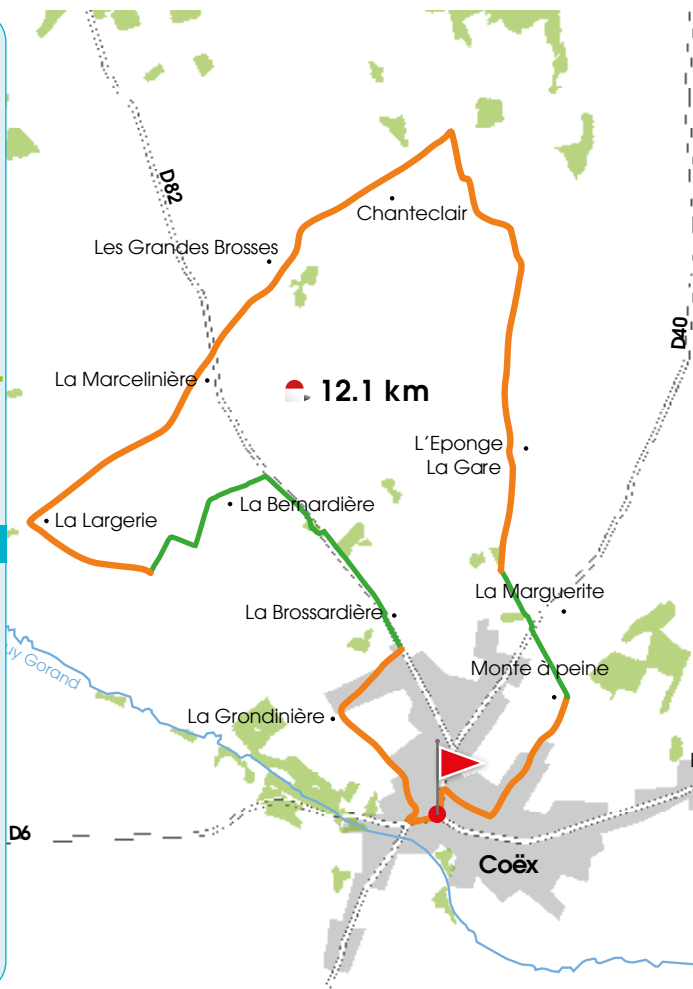 D82
Chanteclair
Les Grandes Brosses
D40
La Marcelinière
12.1 km
L'Eponge
La Gare
La Bernardière
La Largerie
La Marguerite
La Brossardière
uy Gorand
Monte à peine
La Grondinière
D6
Coëx